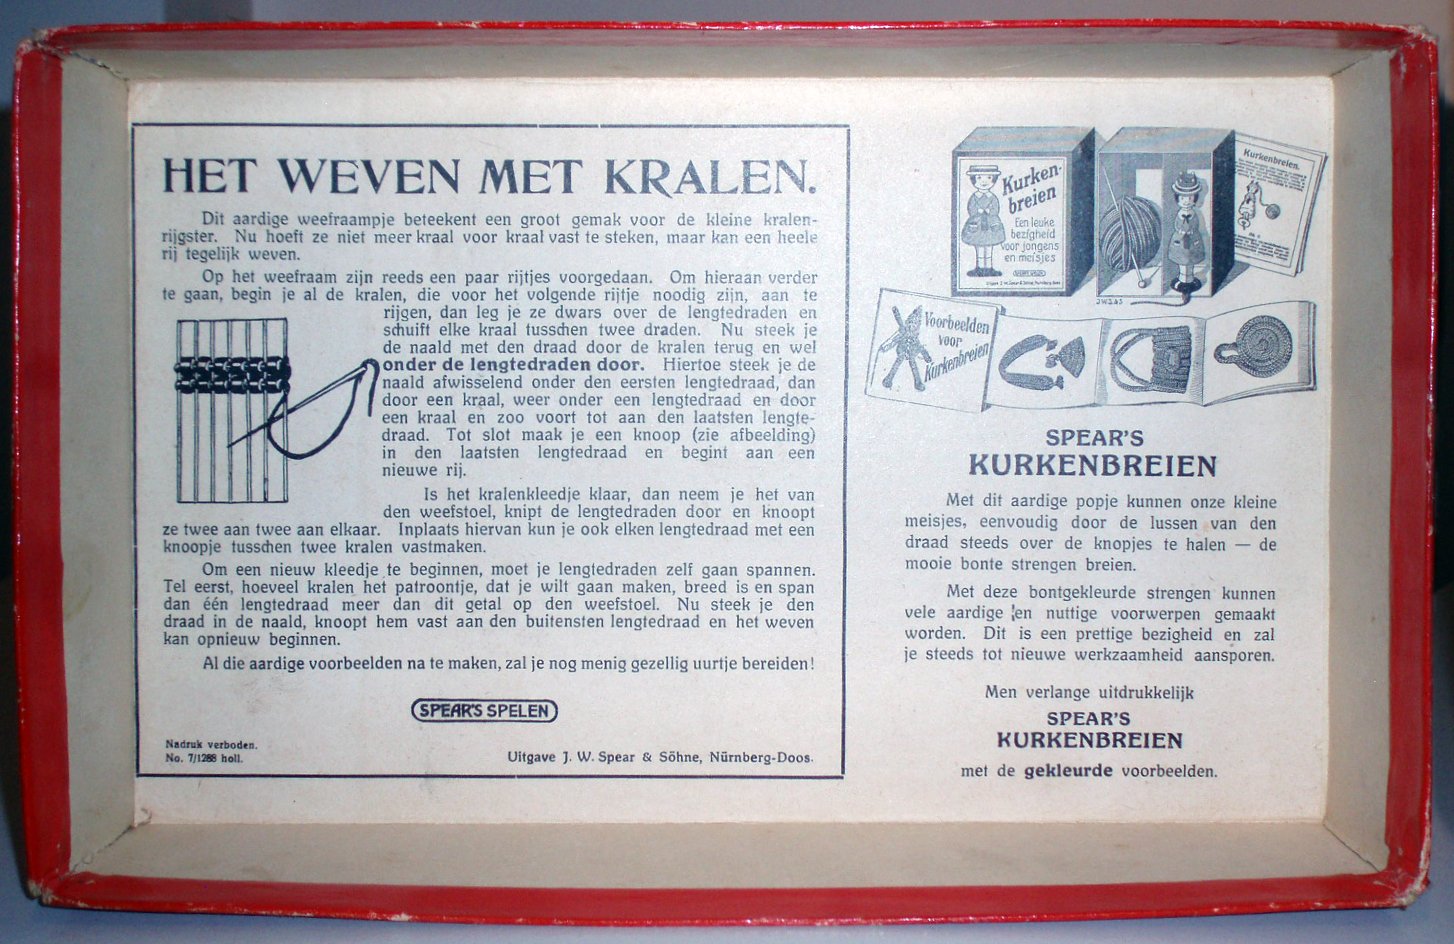 HET WEVEN MET KRALEN.
Dit aardige weefraampje beteekent een groot gemak voor de kleine kralen-
rijgster. Nu hoeft ze niet meer kraal voor kraal vast te steken, maar kan een heele
rij tegelijk weven.
Op het weefraam zijn reeds een paar rijtjes voorgedaan. Om hieraan verder
te gaan, begin je al de kralen, die voor het volgende rijtje noodig zijn, aan te
rijgen, dan leg je ze dwars over de lengtedraden en
schuift elke kraal tusschen twee draden. Nu steek je
de naald met den draad door de kralen terug en wel
onder de lengtedraden door. Hiertoe steek je de
naald afwisselend onder den eersten lengtedraad, dan
door een kraal, weer onder een lengtedraad en door
een kraal en zoo voort tot aan den laatsten lengte-
draad. Tot slot maak je een knoop (zie afbeelding)
in den laatsten lengtedraad en begint aan een
nieuwe rij.
Is het kralenkleedje klaar, dan neem je het van
den weefstoel, knipt de lengtedraden door en knoopt
ze twee aan twee aan elkaar. Inplaats hiervan kun je ook elken lengtedraad met een
knoopje tusschen twee kralen vastmaken.
Om een nieuw kleedje te beginnen, moet je lengtedraden zelf gaan spannen.
Tel eerst, hoeveel kralen het patroontje, dat je wilt gaan maken, breed is en span
dan één lengtedraad meer dan dit getal op den weefstoel. Nu steek je den
draad in de naald, knoopt hem vast aan den buitensten lengtedraad en het weven
kan opnieuw beginnen.
Al die aardige voorbeelden na te maken, zal je nog menig gezellig uurtje bereiden!
SPEAR'S SPELEN
Nadruk verboden.
No. 7/1288 holl.
Uitgave J. W. Spear & Söhne, Nürnberg-Doos.
Kurken-
breien
Een leuke
bezigheid
voor jongens
en meisjes
Kurkenbreien.
Voorbeelden
voor
Kurkenbreien
SPEAR'S
KURKENBREIEN
Met dit aardige popje kunnen onze kleine
meisjes, eenvoudig door de lussen van den
draad steeds over de knopjes te halen — de
mooie bonte strengen breien.
Met deze bontgekleurde strengen kunnen
vele aardige en nuttige voorwerpen gemaakt
worden. Dit is een prettige bezigheid en zal
je steeds tot nieuwe werkzaamheid aansporen.
Men verlange uitdrukkelijk
SPEAR'S
KURKENBREIEN
met de gekleurde voorbeelden.